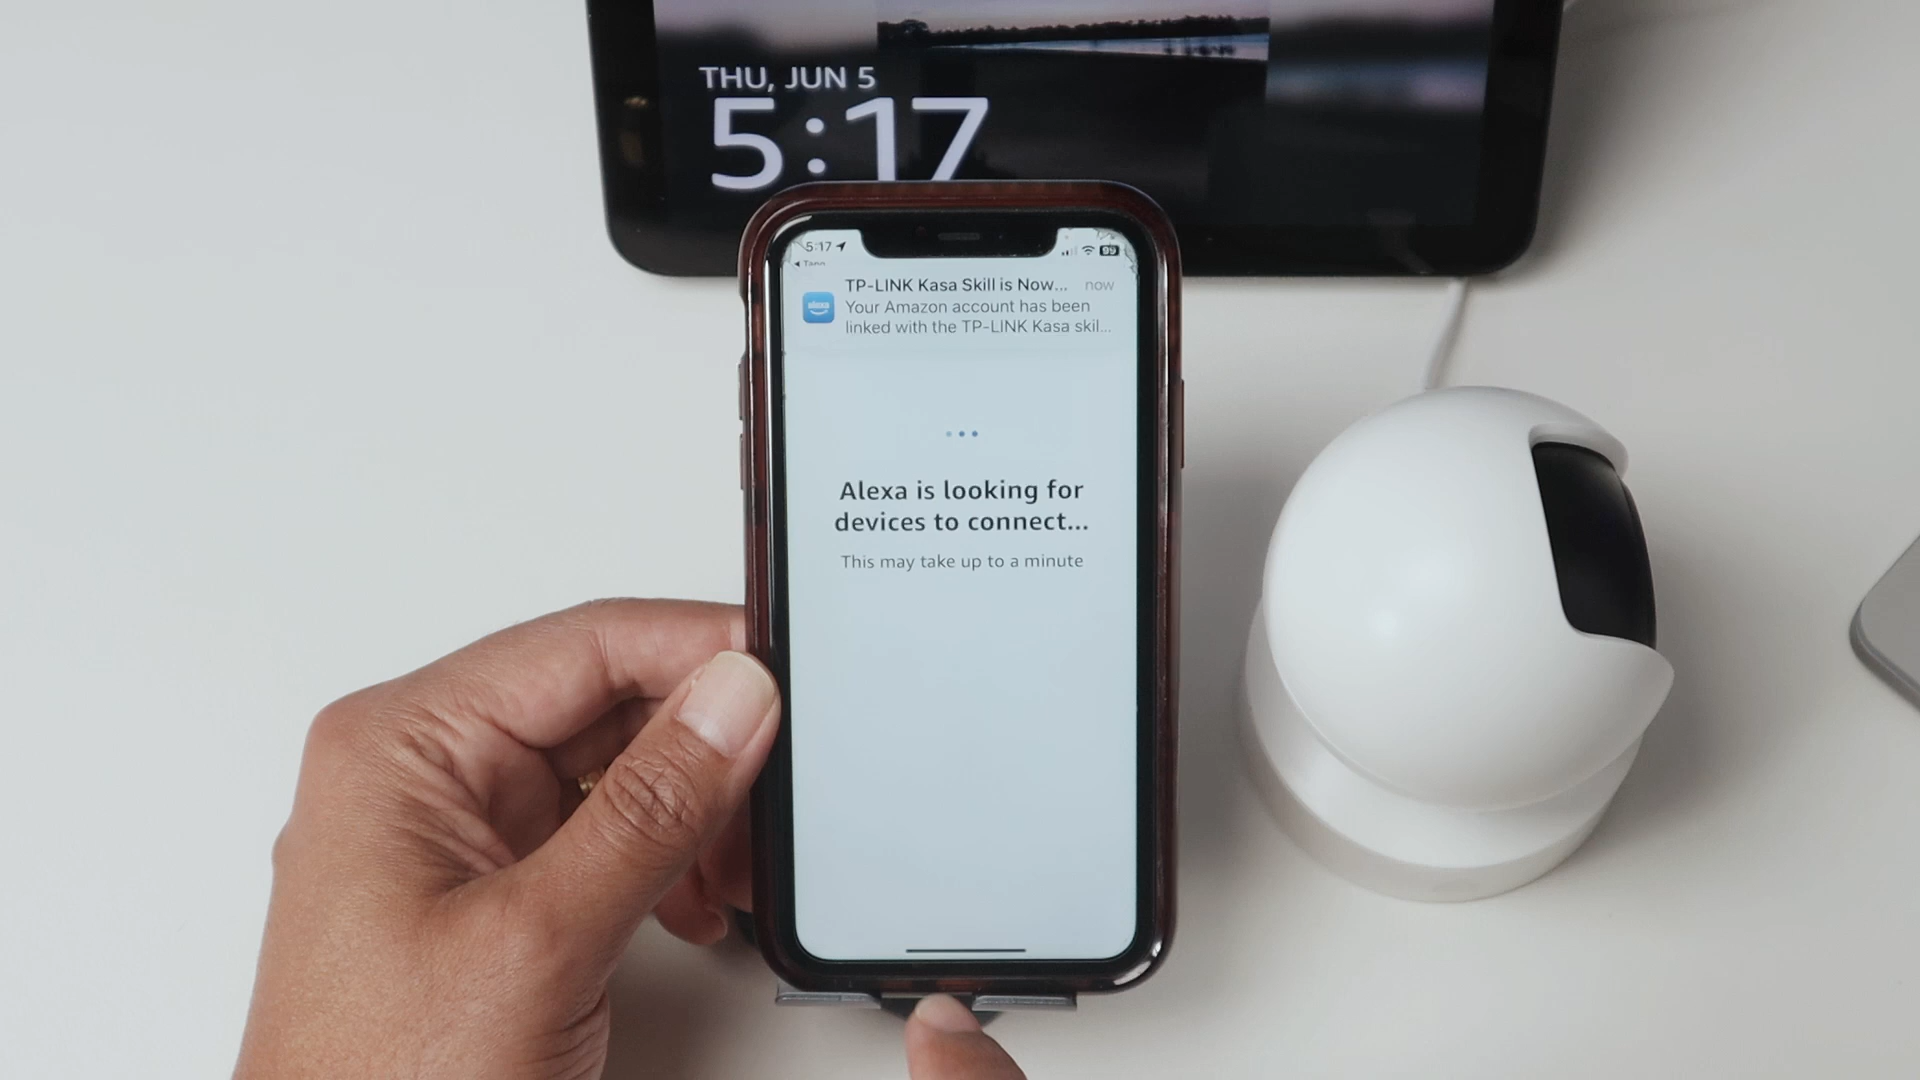 THU, JUN 5
5:17
5:17
99
TP-LINK Kasa Skill is Now... now
alexa
Your Amazon account has been
linked with the TP-LINK Kasa skil...
Alexa is looking for
devices to connect...
This may take up to a minute